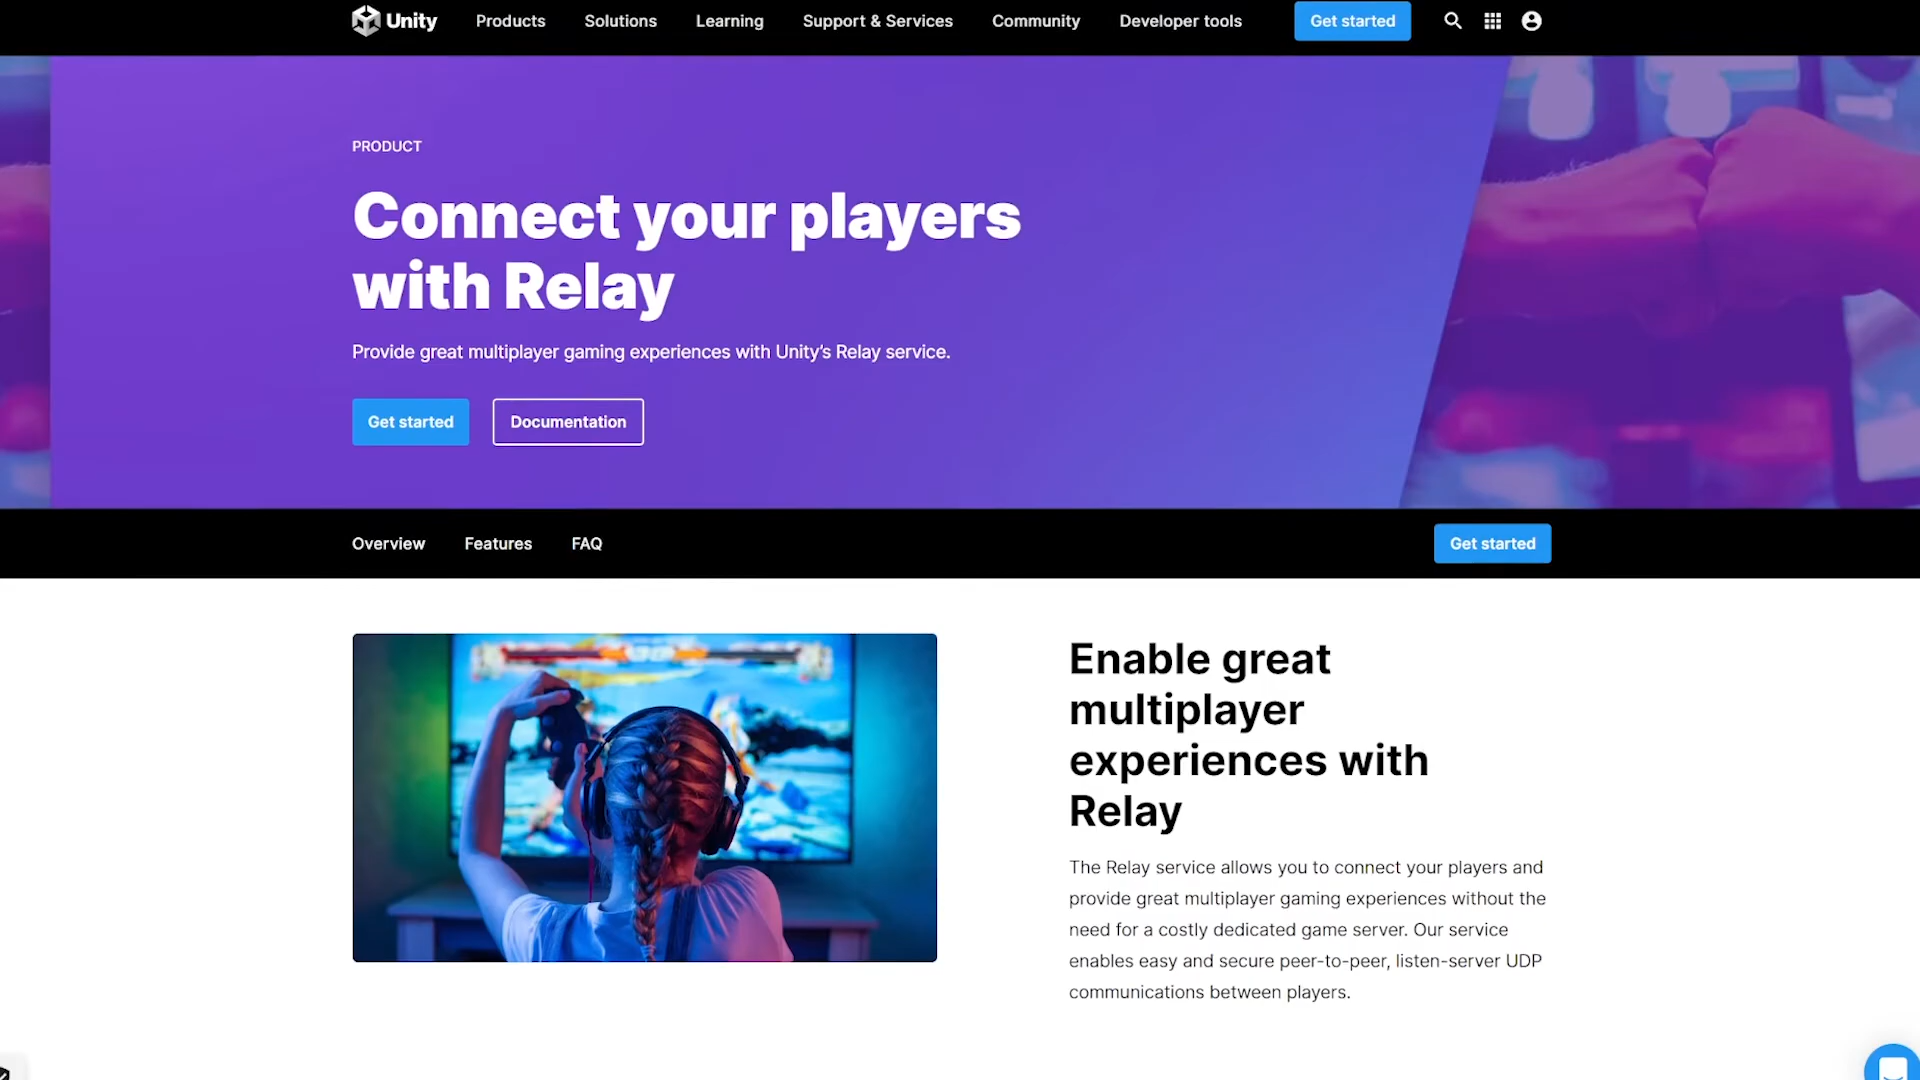 Unity
Products
Solutions
Learning
Support & Services
Community
Developer tools
Get started
PRODUCT
Connect your players
with Relay
Provide great multiplayer gaming experiences with Unity's Relay service.
Get started
Documentation
Overview
Features
FAQ
Get started
Enable great
multiplayer
experiences with
Relay
The Relay service allows you to connect your players and
provide great multiplayer gaming experiences without the
need for a costly dedicated game server. Our service
enables easy and secure peer-to-peer, listen-server UDP
communications between players.